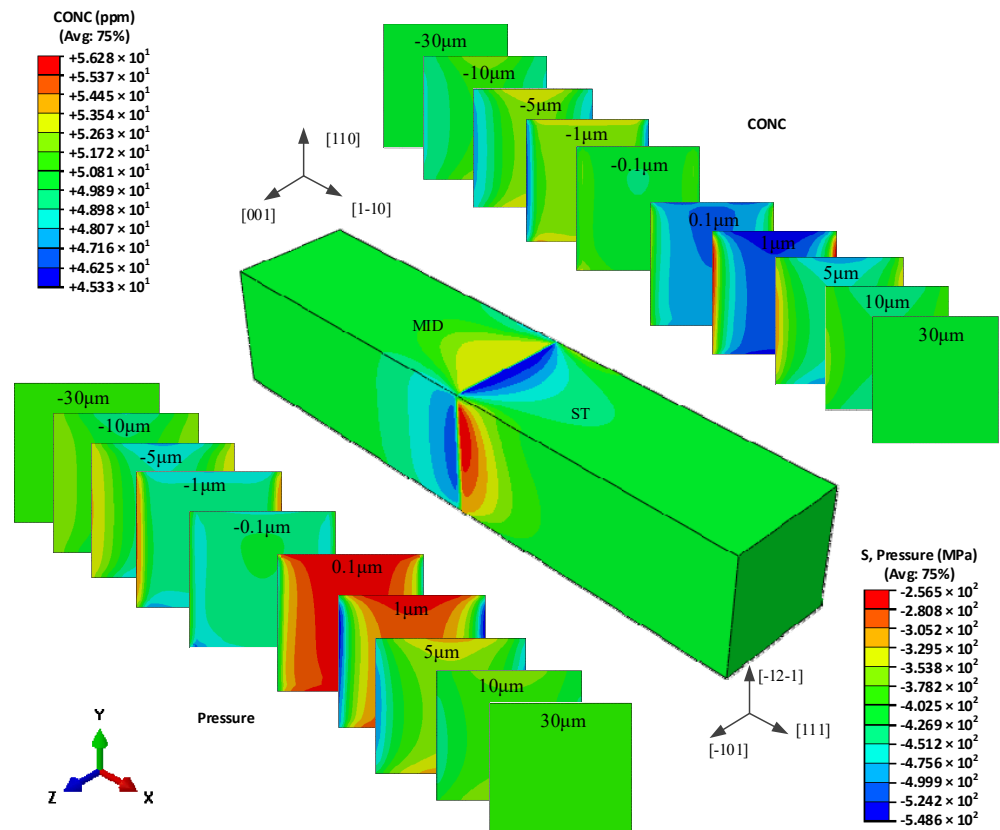 CONC (ppm)
(Avg: 75%)
+5.628 × 10¹
+5.537 × 10¹
+5.445 × 10¹
+5.354 × 10¹
+5.263 × 10¹
+5.172 × 10¹
+5.081 × 10¹
+4.989 × 10¹
+4.898 × 10¹
+4.807 × 10¹
+4.716 × 10¹
+4.625 × 10¹
+4.533 × 10¹
-30μm
-10μm
-5μm
-1μm
-0.1μm
0.1μm
1μm
5μm
10μm
30μm
CONC
[110]
[001]
[1-10]
MID
ST
-30μm
-10μm
-5μm
-1μm
-0.1μm
0.1μm
1μm
5μm
10μm
30μm
Pressure
Y
Z
X
[-12-1]
[-101]
[111]
S, Pressure (MPa)
(Avg: 75%)
-2.565 × 10²
-2.808 × 10²
-3.052 × 10²
-3.295 × 10²
-3.538 × 10²
-3.782 × 10²
-4.025 × 10²
-4.269 × 10²
-4.512 × 10²
-4.756 × 10²
-4.999 × 10²
-5.242 × 10²
-5.486 × 10²